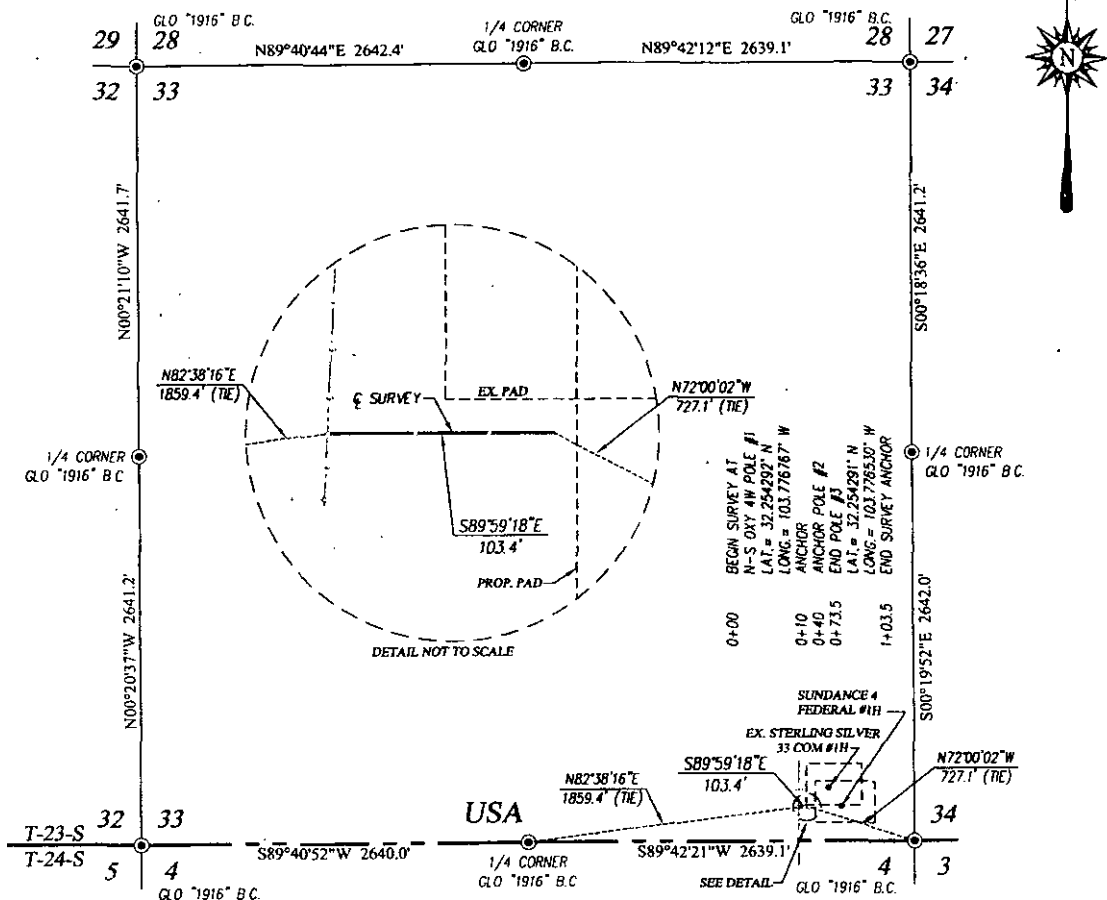 GLO "1916" B.C.
1/4 CORNER
GLO "1916" B.C.
GLO "1916" B.C.
29 28
N89°40'44"E 2642.4'
N89°42'12"E 2639.1'
28 27
32 33
33 34
N
N00°21'10"W 2641.7'
S00°18'36"E 2641.2'
N82°38'16"E
1859.4' (TIE)
℄ SURVEY
EX. PAD
N72°00'02"W
727.1' (TIE)
S89°59'18"E
103.4'
PROP. PAD
DETAIL NOT TO SCALE
1/4 CORNER
GLO "1916" B.C
1/4 CORNER
GLO "1916" B.C.
0+00 BEGIN SURVEY AT
N-S OXY 4W POLE #1
LAT.= 32.254292° N
LONG.= 103.776767° W
0+10 ANCHOR
0+40 ANCHOR POLE #2
0+73.5 END POLE #3
LAT.= 32.254291° N
LONG.= 103.776530° W
1+03.5 END SURVEY ANCHOR
N00°20'37"W 2641.2'
S00°19'52"E 2642.0'
SUNDANCE 4
FEDERAL #1H
EX. STERLING SILVER
33 COM #1H
S89°59'18"E
103.4'
N72°00'02"W
727.1' (TIE)
N82°38'16"E
1859.4' (TIE)
USA
T-23-S 32 33
34
T-24-S 5 4
S89°40'52"W 2640.0'
S89°42'21"W 2639.1'
4 3
1/4 CORNER
GLO "1916" B.C
SEE DETAIL
GLO "1916" B.C.
GLO "1916" B.C.